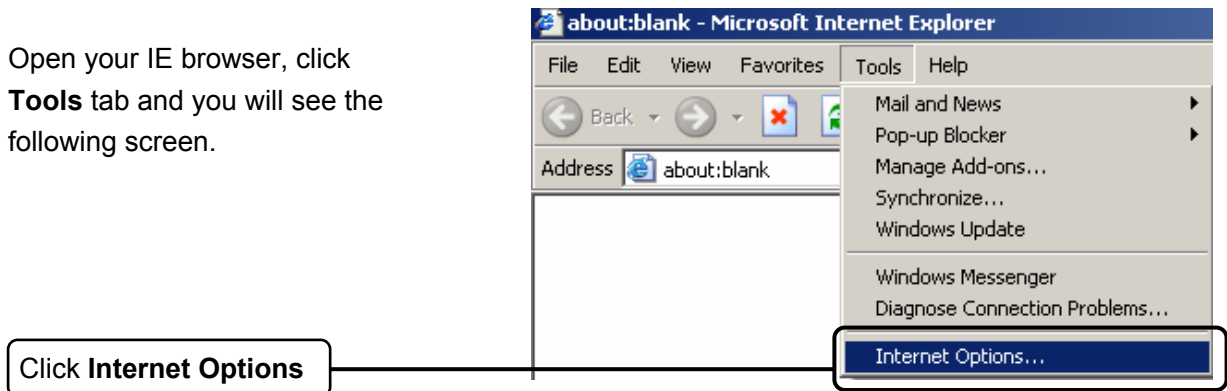 Open your IE browser, click
Tools tab and you will see the
following screen.
Click Internet Options
about:blank - Microsoft Internet Explorer
File Edit View Favorites Tools Help
Back
Address about:blank
Mail and News
Pop-up Blocker
Manage Add-ons...
Synchronize...
Windows Update
Windows Messenger
Diagnose Connection Problems...
Internet Options...